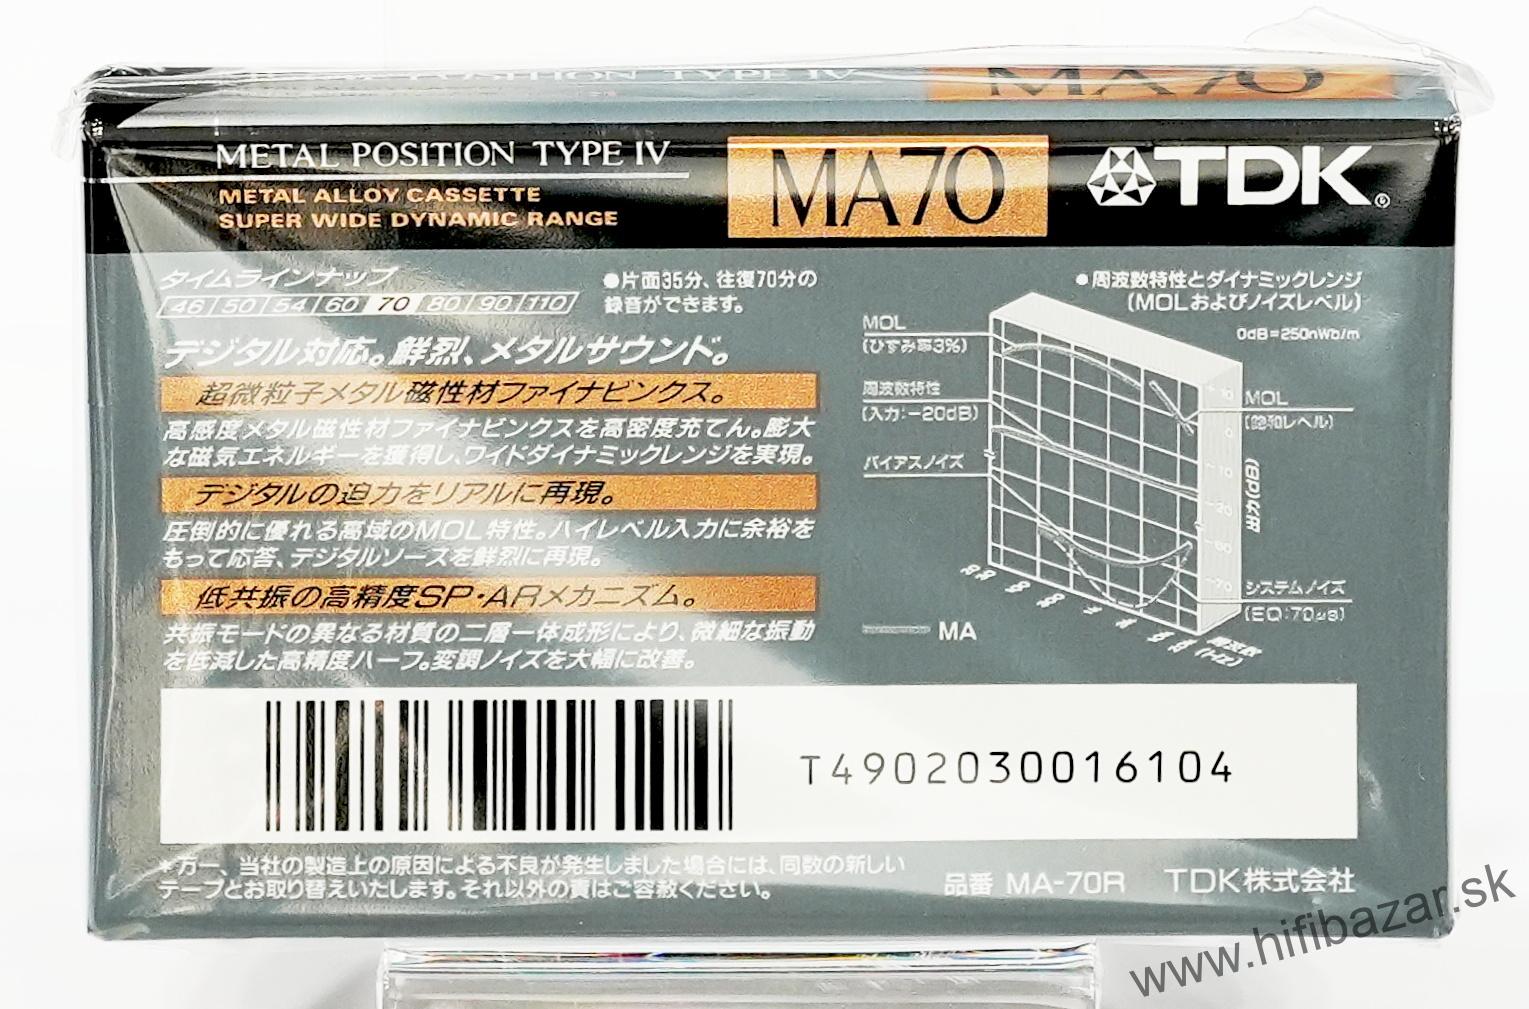 POSITION TYPE IV
MA70
METAL POSITION TYPE IV
METAL ALLOY CASSETTE
SUPER WIDE DYNAMIC RANGE
MA70
TDK
タイムラインナップ
46 50 54 60 70 80 90 110
●片面35分、往復70分の
録音ができます。
デジタル対応。鮮烈、メタルサウンド。
超微粒子メタル磁性材ファイナビンクス。
高感度メタル磁性材ファイナビンクスを高密度充てん。膨大
な磁気エネルギーを獲得し、ワイドダイナミックレンジを実現。
デジタルの迫力をリアルに再現。
圧倒的に優れる高域のMOL特性。ハイレベル入力に余裕を
もって応答、デジタルソースを鮮烈に再現。
低共振の高精度SP・ARメカニズム。
共振モードの異なる材質の二層一体成形により、微細な振動
を低減した高精度ハーフ。変調ノイズを大幅に改善。
●周波数特性とダイナミックレンジ
(MOLおよびノイズレベル)
0dB=250nWb/m
MOL
(ひずみ率3%)
周波数特性
(入力:−20dB)
バイアスノイズ
MOL
(飽和レベル)
出力(dB)
システムノイズ
(EQ:70μs)
周波数
(Hz)
MA
T4902030016104
*万一、当社の製造上の原因による不良が発生しました場合には、同数の新しい
テープとお取り替えいたします。それ以外の責はご容赦ください。
品番 MA-70R TDK株式会社
www.hifibazar.sk